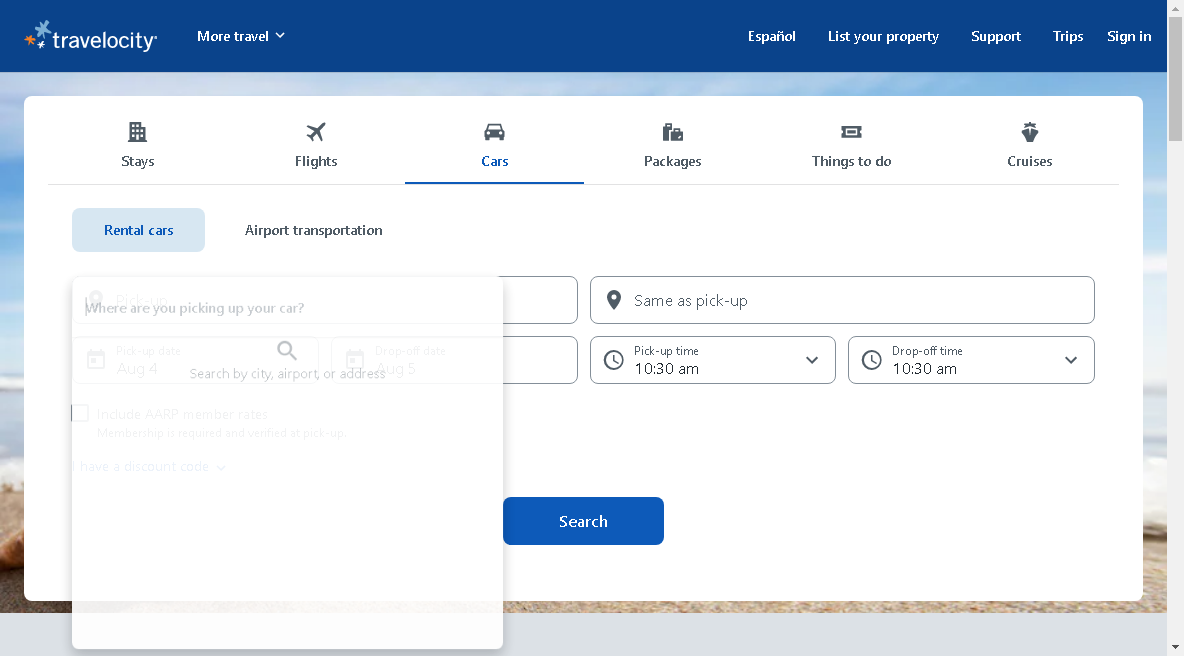 travelocity
More travel
Español
List your property
Support
Trips
Sign in
Stays
Flights
Cars
Packages
Things to do
Cruises
Rental cars
Airport transportation
Pick-up
Where are you picking up your car?
Same as pick-up
Pick-up date
Aug 4
Drop-off date
Aug 5
Pick-up time
10:30 am
Drop-off time
10:30 am
Search by city, airport, or address
Include AARP member rates
Membership is required and verified at pick-up.
I have a discount code
Search